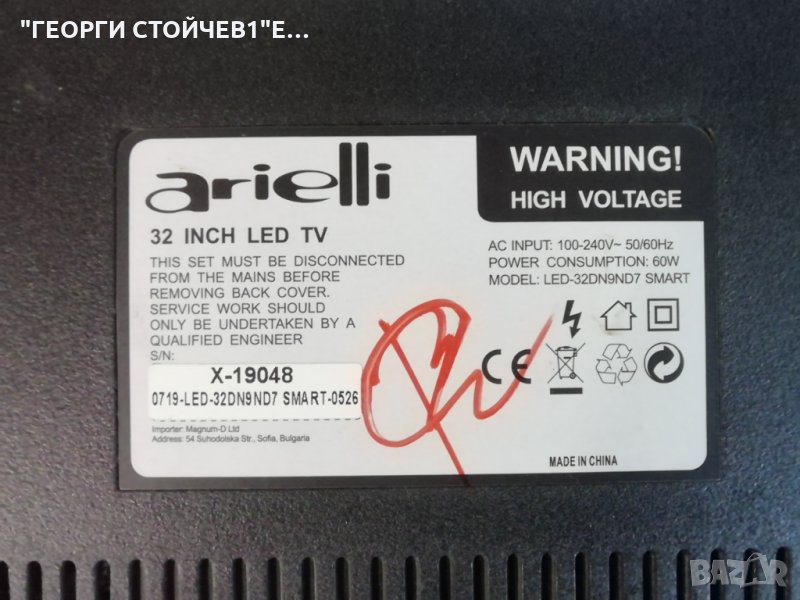 "ГЕОРГИ СТОЙЧЕВ1"Е...
arielli
WARNING!
HIGH VOLTAGE
32 INCH LED TV
THIS SET MUST BE DISCONNECTED
FROM THE MAINS BEFORE
REMOVING BACK COVER.
SERVICE WORK SHOULD
ONLY BE UNDERTAKEN BY A
QUALIFIED ENGINEER
S/N:
X-19048
0719-LED-32DN9ND7 SMART-0526
Importer: Magnum-D Ltd
Address: 54 Suhodolska Str., Sofia, Bulgaria
AC INPUT: 100-240V~ 50/60Hz
POWER CONSUMPTION: 60W
MODEL: LED-32DN9ND7 SMART
CE
MADE IN CHINA
BAZAR